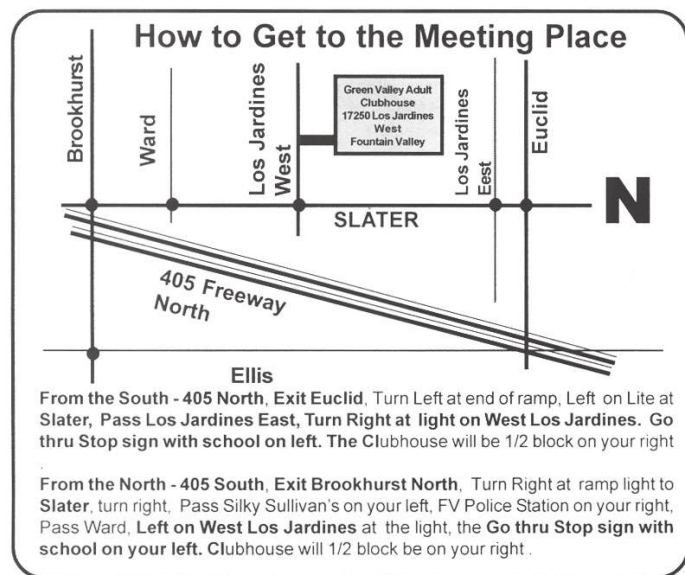 How to Get to the Meeting Place
Brookhurst
Ward
Los Jardines
West
Green Valley Adult
Clubhouse
17250 Los Jardines
West
Fountain Valley
Los Jardines
Eest
Euclid
SLATER
N
405 Freeway
North
Ellis
From the South - 405 North, Exit Euclid, Turn Left at end of ramp, Left on Lite at
Slater, Pass Los Jardines East, Turn Right at light on West Los Jardines. Go
thru Stop sign with school on left. The Clubhouse will be 1/2 block on your right
.
From the North - 405 South, Exit Brookhurst North, Turn Right at ramp light to
Slater, turn right, Pass Silky Sullivan's on your left, FV Police Station on your right,
Pass Ward, Left on West Los Jardines at the light, the Go thru Stop sign with
school on your left. Clubhouse will 1/2 block be on your right .